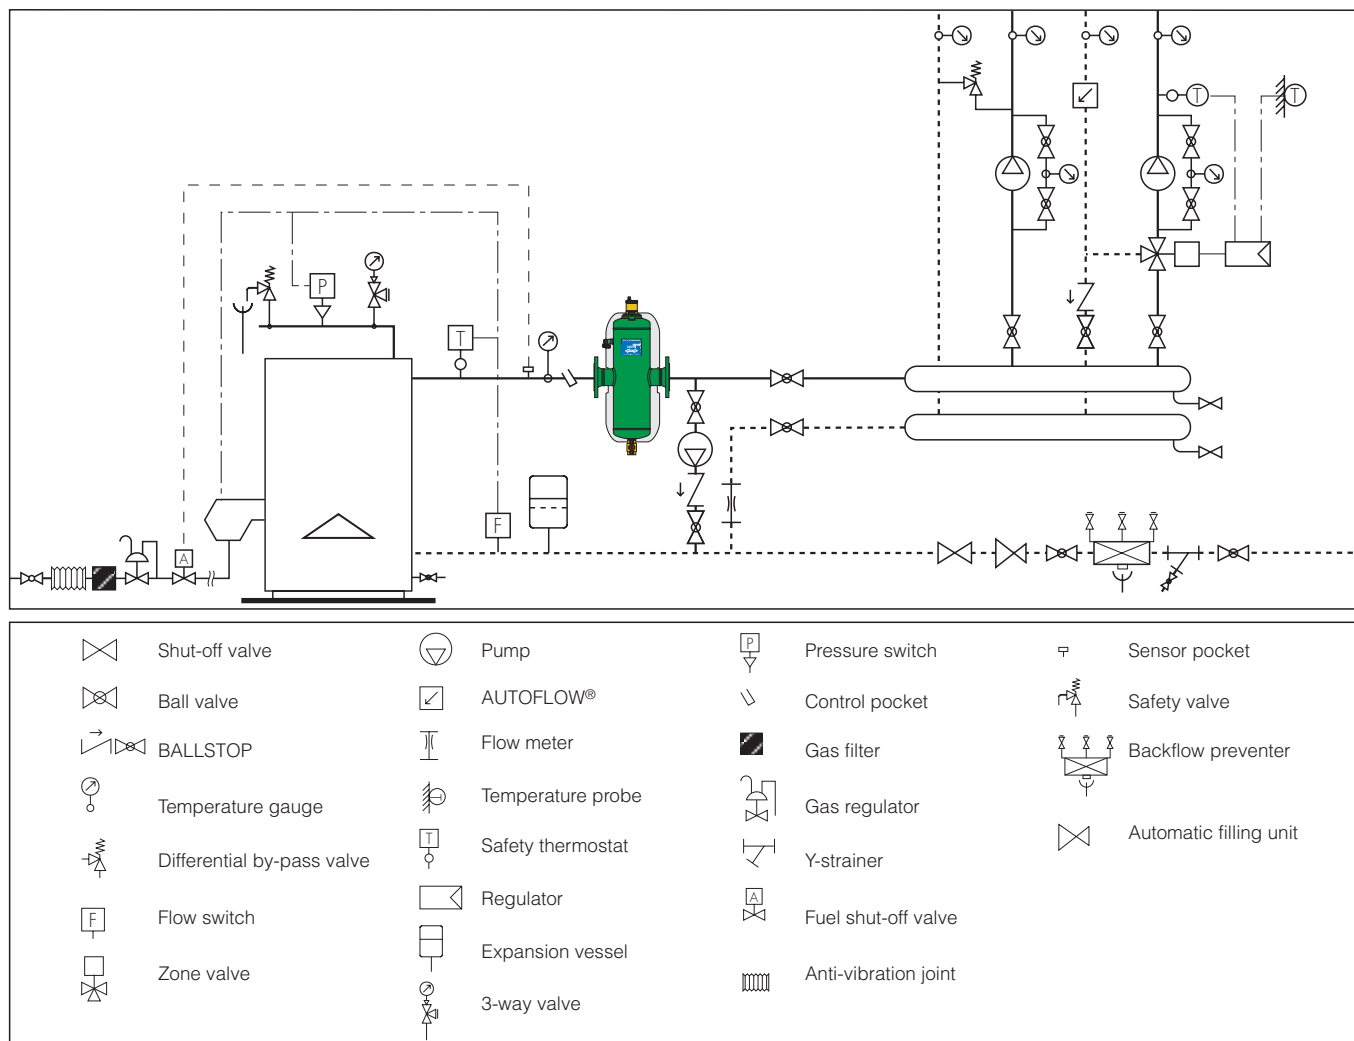 T
T
P
T
F
A
Shut-off valve
Ball valve
BALLSTOP
Temperature gauge
Differential by-pass valve
F Flow switch
Zone valve
Pump
AUTOFLOW®
Flow meter
Temperature probe
T Safety thermostat
Regulator
Expansion vessel
3-way valve
P Pressure switch
Control pocket
Gas filter
Gas regulator
Y-strainer
A Fuel shut-off valve
Anti-vibration joint
Sensor pocket
Safety valve
Backflow preventer
Automatic filling unit